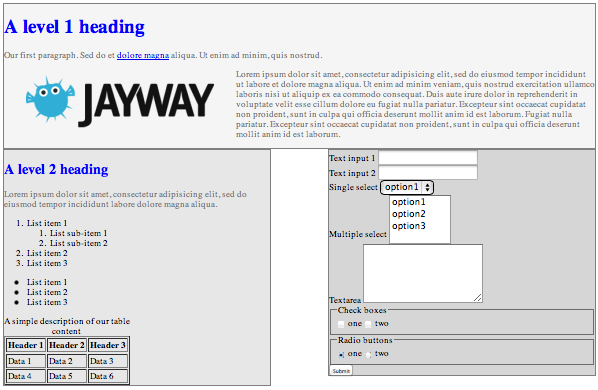 A level 1 heading
Our first paragraph. Sed do et dolore magna aliqua. Ut enim ad minim, quis nostrud.
JAYWAY
Lorem ipsum dolor sit amet, consectetur adipisicing elit, sed do eiusmod tempor incididunt
ut labore et dolore magna aliqua. Ut enim ad minim veniam, quis nostrud exercitation ullamco
laboris nisi ut aliquip ex ea commodo consequat. Duis aute irure dolor in reprehenderit in
voluptate velit esse cillum dolore eu fugiat nulla pariatur. Excepteur sint occaecat cupidatat
non proident, sunt in culpa qui officia deserunt mollit anim id est laborum. Fugiat nulla
pariatur. Excepteur sint occaecat cupidatat non proident, sunt in culpa qui officia deserunt
mollit anim id est laborum.
A level 2 heading
Lorem ipsum dolor sit amet, consectetur adipisicing elit, sed do
eiusmod tempor incididunt labore dolore magna aliqua.
1. List item 1
1. List sub-item 1
2. List sub-item 2
2. List item 2
3. List item 3
List item 1
List item 2
List item 3
A simple description of our table
content
Header 1 Header 2 Header 3
Data 1 Data 2 Data 3
Data 4 Data 5 Data 6
Text input 1
Text input 2
Single select option1
option1
option2
option3
Multiple select
Textarea
Check boxes
one two
Radio buttons
one two
Submit